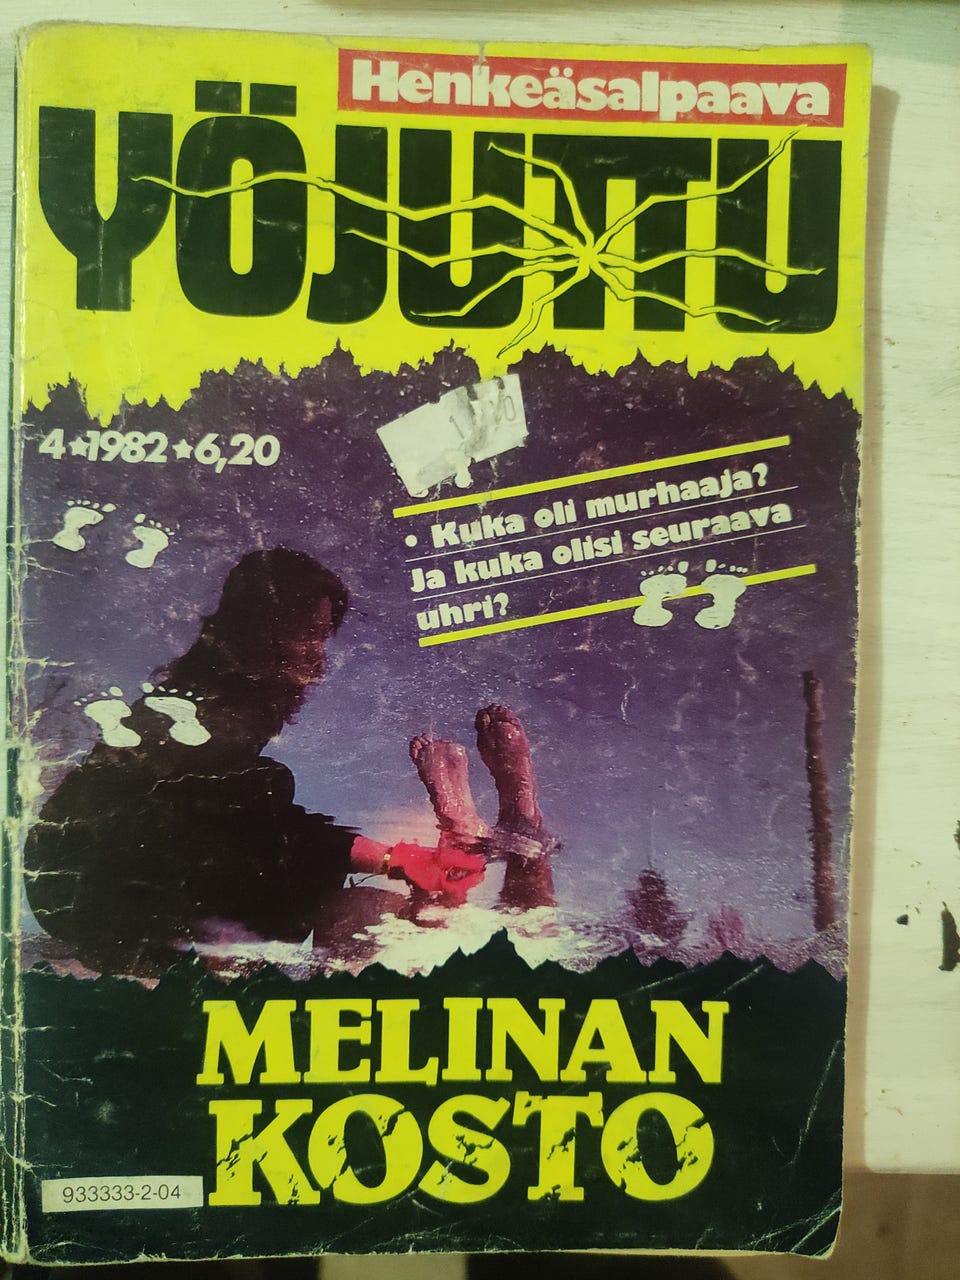 Henkeäsalpaava
YÖJUTTU
4★1982★6,20
• Kuka oli murhaaja?
Ja kuka olisi seuraava
uhri?
MELINAN
KOSTO
933333-2-04